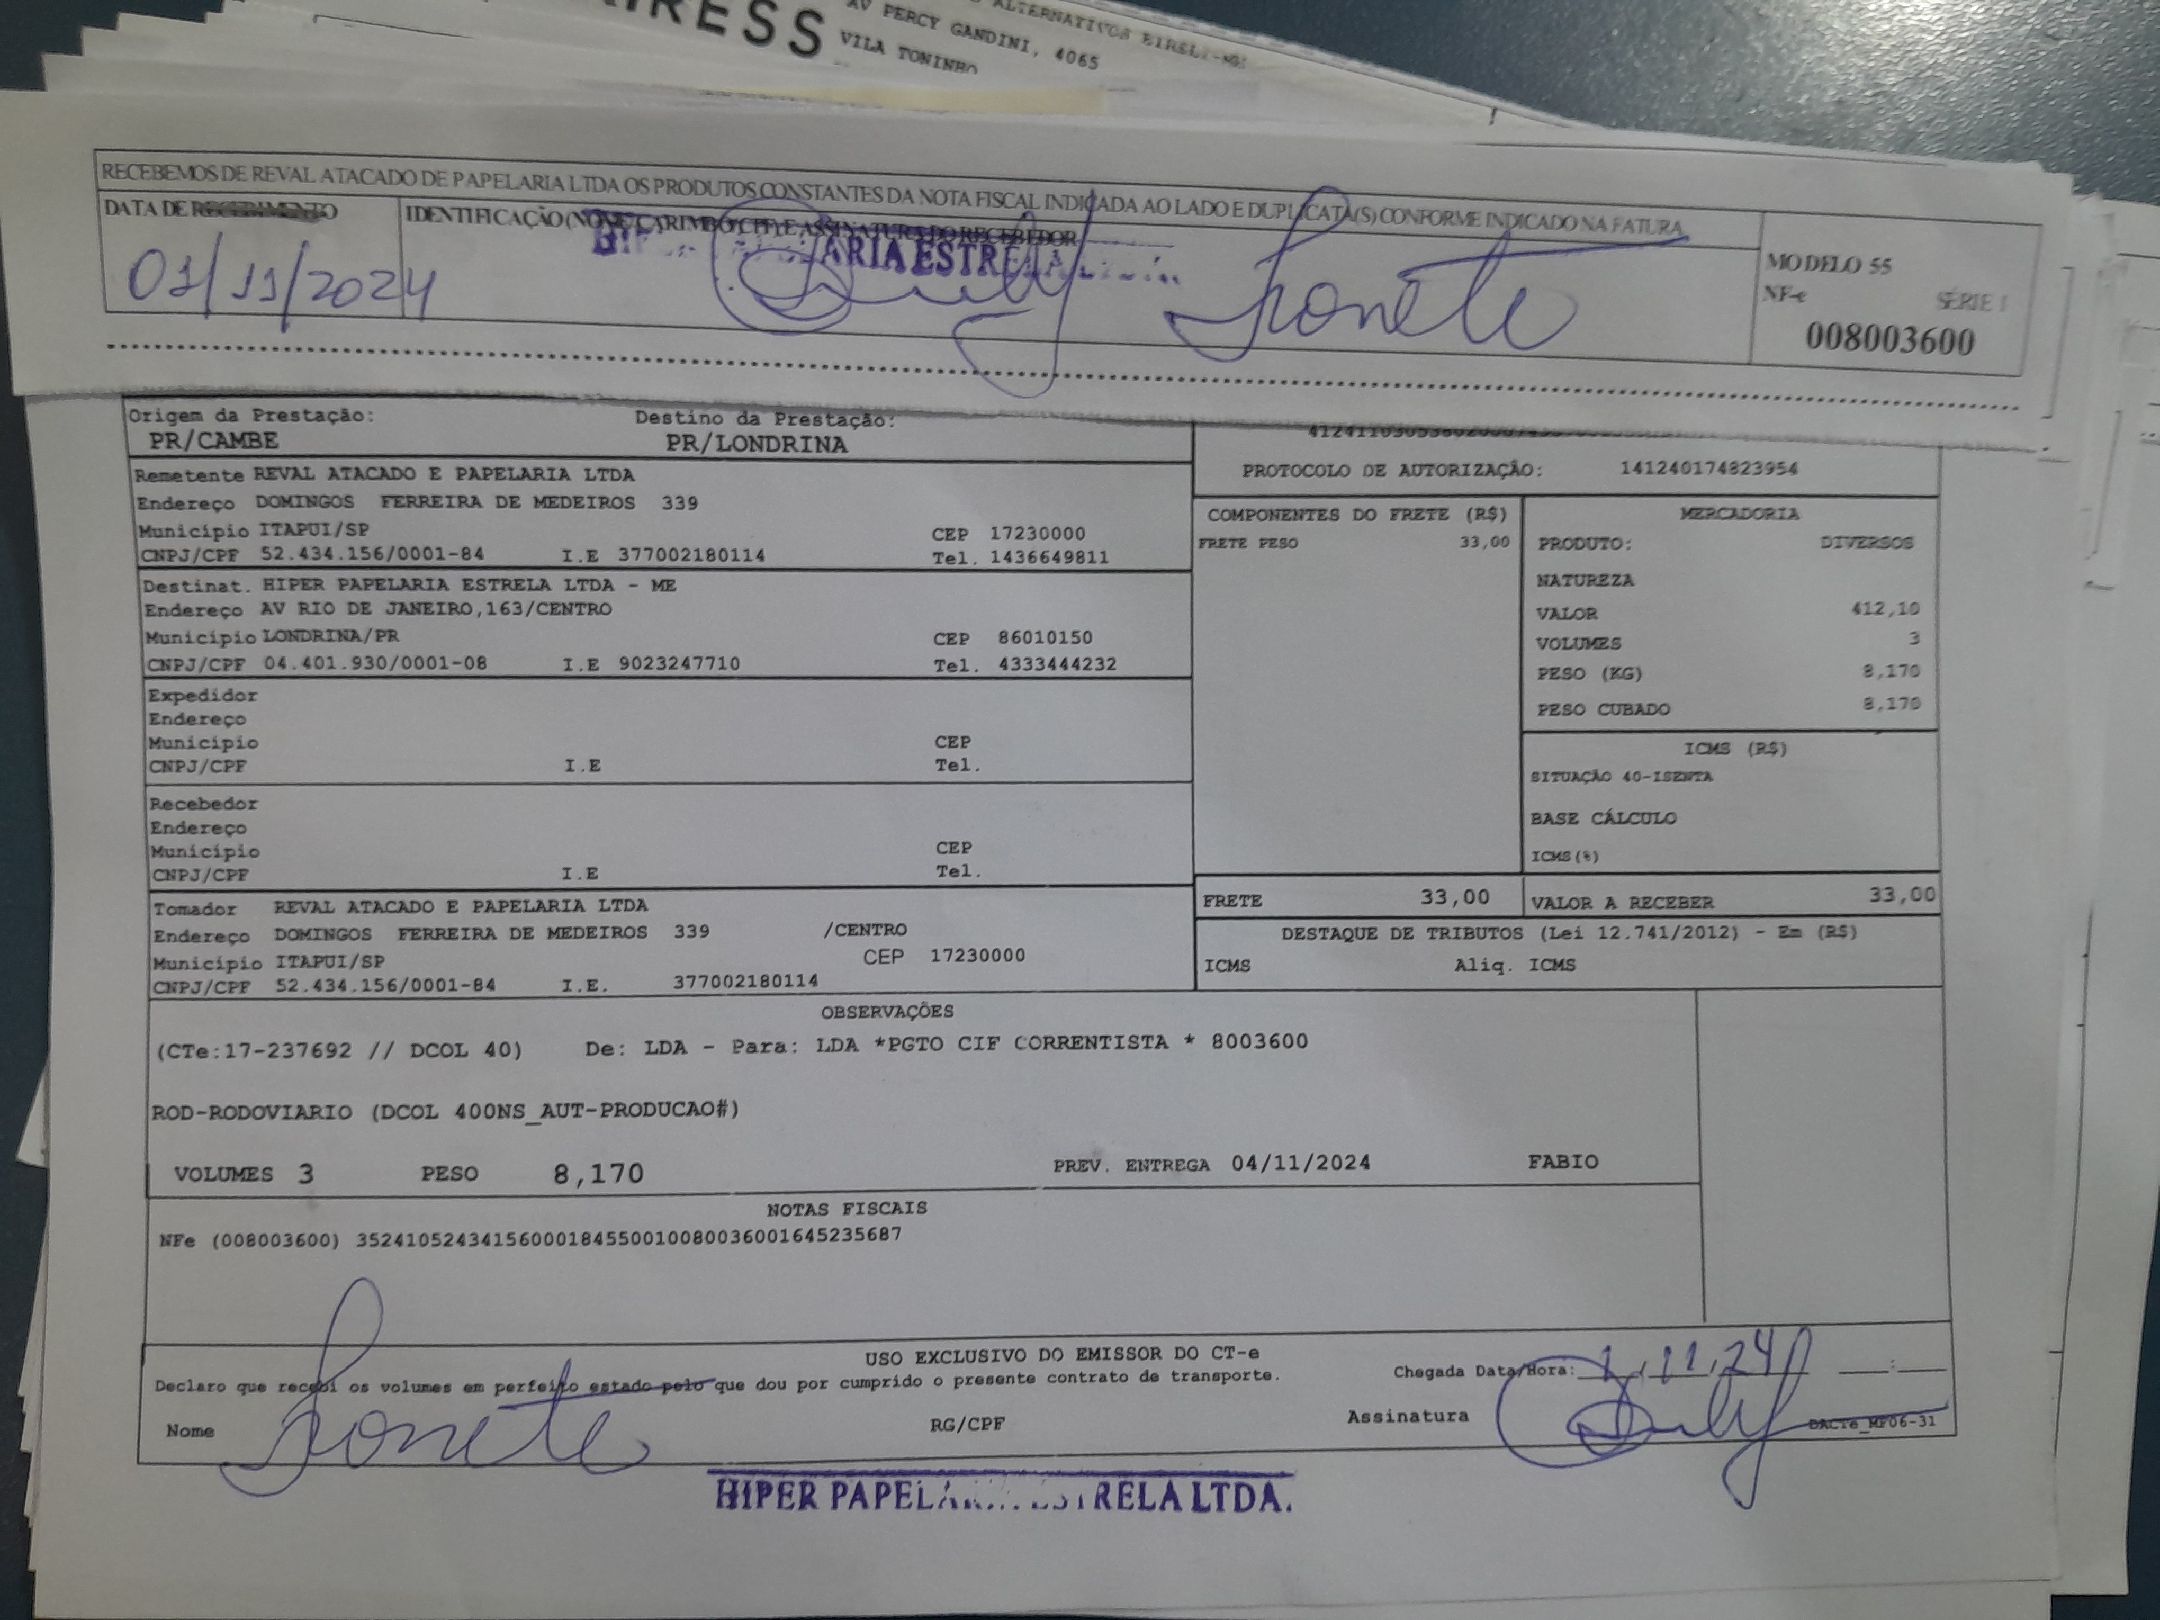 AV PERCY GANDINI, 4065
VILA TONINHO
RECEBEMOS DE REVAL ATACADO DE PAPELARIA LTDA OS PRODUTOS CONSTANTES DA NOTA FISCAL INDICADA AO LADO E DUPLICATA(S) CONFORME INDICADO NA FATURA
DATA DE RECEBIMENTO
IDENTIFICAÇÃO (NOME, CARIMBO, CPF) E ASSINATURA DO RECEBEDOR
01/11/2024
MODELO 55
NF-e SÉRIE 1
008003600
Origem da Prestação: Destino da Prestação:
PR/CAMBE PR/LONDRINA
PROTOCOLO DE AUTORIZAÇÃO: 141240174823954
Remetente REVAL ATACADO E PAPELARIA LTDA
Endereço DOMINGOS FERREIRA DE MEDEIROS 339
Município ITAPUI/SP CEP 17230000
CNPJ/CPF 52.434.156/0001-84 I.E 377002180114 Tel. 1436649811
Destinat. HIPER PAPELARIA ESTRELA LTDA - ME
Endereço AV RIO DE JANEIRO,163/CENTRO
Município LONDRINA/PR CEP 86010150
CNPJ/CPF 04.401.930/0001-08 I.E 9023247710 Tel. 4333444232
Expedidor
Endereço
Município CEP
CNPJ/CPF I.E Tel.
Recebedor
Endereço
Município CEP
CNPJ/CPF I.E Tel.
Tomador REVAL ATACADO E PAPELARIA LTDA
Endereço DOMINGOS FERREIRA DE MEDEIROS 339 /CENTRO
Município ITAPUI/SP CEP 17230000
CNPJ/CPF 52.434.156/0001-84 I.E. 377002180114
COMPONENTES DO FRETE (R$)
FRETE PESO 33,00
MERCADORIA
PRODUTO: DIVERSOS
NATUREZA
VALOR 412,10
VOLUMES 3
PESO (KG) 8,170
PESO CUBADO 8,170
ICMS (R$)
SITUAÇÃO 40-ISENTA
BASE CÁLCULO
ICMS(%)
FRETE 33,00 VALOR A RECEBER 33,00
DESTAQUE DE TRIBUTOS (Lei 12.741/2012) - Em (R$)
ICMS Aliq. ICMS
OBSERVAÇÕES
(CTe:17-237692 // DCOL 40) De: LDA - Para: LDA *PGTO CIF CORRENTISTA * 8003600
ROD-RODOVIARIO (DCOL 400NS_AUT-PRODUCAO#)
VOLUMES 3 PESO 8,170 PREV. ENTREGA 04/11/2024 FABIO
NOTAS FISCAIS
NFe (008003600) 35241052434156000184550010080036001645235687
USO EXCLUSIVO DO EMISSOR DO CT-e
Declaro que recebi os volumes em perfeito estado pelo que dou por cumprido o presente contrato de transporte.
Chegada Data/Hora: 1,11,24 :
Nome RG/CPF Assinatura
DACTe_MF06-31
HIPER PAPELARIA ESTRELA LTDA.